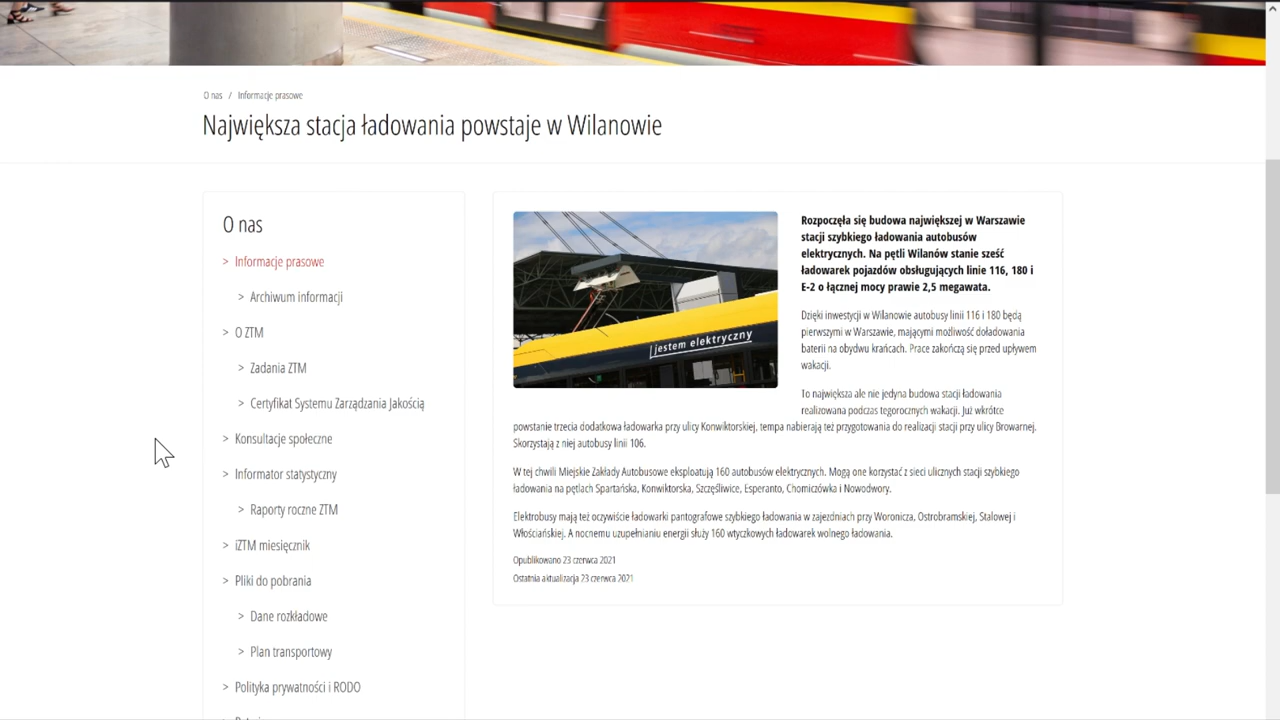 O nas / Informacje prasowe
Największa stacja ładowania powstaje w Wilanowie
O nas
> Informacje prasowe
> Archiwum informacji
> O ZTM
> Zadania ZTM
> Certyfikat Systemu Zarządzania Jakością
> Konsultacje społeczne
> Informator statystyczny
> Raporty roczne ZTM
> iZTM miesięcznik
> Pliki do pobrania
> Dane rozkładowe
> Plan transportowy
> Polityka prywatności i RODO
jestem elektryczny
Rozpoczęła się budowa największej w Warszawie
stacji szybkiego ładowania autobusów
elektrycznych. Na pętli Wilanów stanie sześć
ładowarek pojazdów obsługujących linie 116, 180 i
E-2 o łącznej mocy prawie 2,5 megawata.
Dzięki inwestycji w Wilanowie autobusy linii 116 i 180 będą
pierwszymi w Warszawie, mającymi możliwość doładowania
baterii na obydwu krańcach. Prace zakończą się przed upływem
wakacji.
To największa ale nie jedyna budowa stacji ładowania
realizowana podczas tegorocznych wakacji. Już wkrótce
powstanie trzecia dodatkowa ładowarka przy ulicy Konwiktorskiej, tempa nabierają też przygotowania do realizacji stacji przy ulicy Browarnej.
Skorzystają z niej autobusy linii 106.
W tej chwili Miejskie Zakłady Autobusowe eksploatują 160 autobusów elektrycznych. Mogą one korzystać z sieci ulicznych stacji szybkiego
ładowania na pętlach Spartańska, Konwiktorska, Szczęśliwice, Esperanto, Chomiczówka i Nowodwory.
Elektrobusy mają też oczywiście ładowarki pantografowe szybkiego ładowania w zajezdniach przy Woronicza, Ostrobramskiej, Stalowej i
Włościańskiej. A nocnemu uzupełnianiu energii służy 160 wtyczkowych ładowarek wolnego ładowania.
Opublikowano 23 czerwca 2021
Ostatnia aktualizacja 23 czerwca 2021